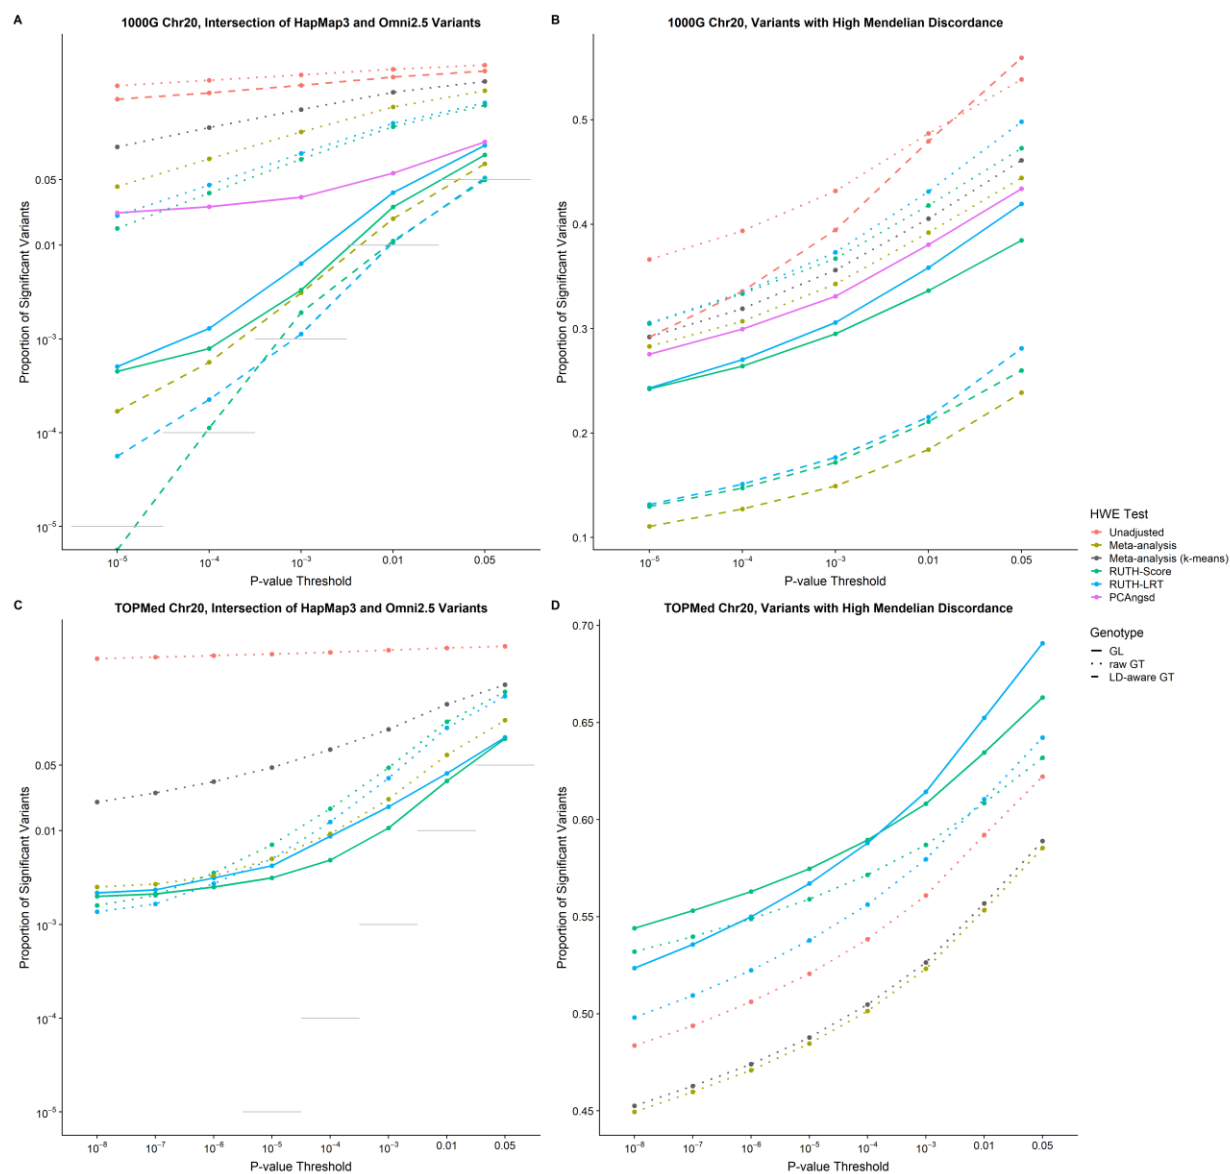 A
1000G Chr20, Intersection of HapMap3 and Omni2.5 Variants
Proportion of Significant Variants
0.05
0.01
10⁻³
10⁻⁴
10⁻⁵
10⁻⁵ 10⁻⁴ 10⁻³ 0.01 0.05
P-value Threshold
B
1000G Chr20, Variants with High Mendelian Discordance
Proportion of Significant Variants
0.5
0.4
0.3
0.2
0.1
10⁻⁵ 10⁻⁴ 10⁻³ 0.01 0.05
P-value Threshold
HWE Test
Unadjusted
Meta-analysis
Meta-analysis (k-means)
RUTH-Score
RUTH-LRT
PCAngsd
Genotype
GL
raw GT
LD-aware GT
C
TOPMed Chr20, Intersection of HapMap3 and Omni2.5 Variants
Proportion of Significant Variants
0.05
0.01
10⁻³
10⁻⁴
10⁻⁵
10⁻⁸ 10⁻⁷ 10⁻⁶ 10⁻⁵ 10⁻⁴ 10⁻³ 0.01 0.05
P-value Threshold
D
TOPMed Chr20, Variants with High Mendelian Discordance
Proportion of Significant Variants
0.70
0.65
0.60
0.55
0.50
0.45
10⁻⁸ 10⁻⁷ 10⁻⁶ 10⁻⁵ 10⁻⁴ 10⁻³ 0.01 0.05
P-value Threshold